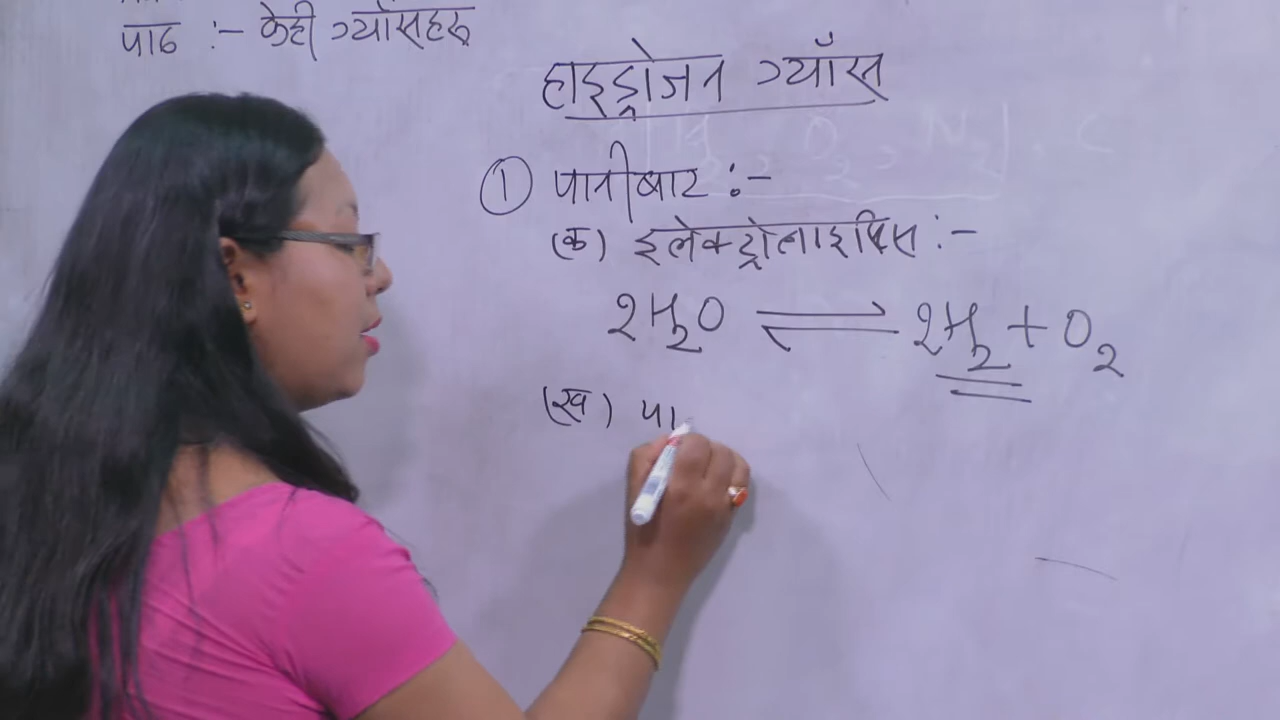 पाठ :- केही ग्याँसहरू
हाइड्रोजन ग्याँस
① पानीबाट :-
(क) इलेक्ट्रोलाइसिस :-
2H₂O ⇌ 2H₂ + O₂
(ख) पा